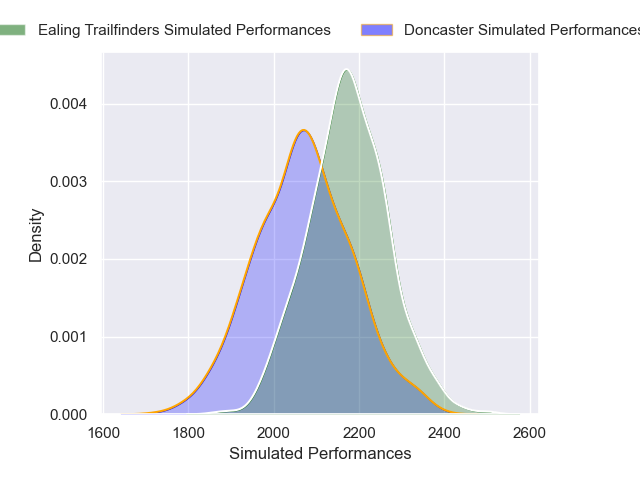 Ealing Trailfinders Simulated Performances
Doncaster Simulated Performances
0.004
0.003
0.002
0.001
0.000
Density
1600 1800 2000 2200 2400 2600
Simulated Performances